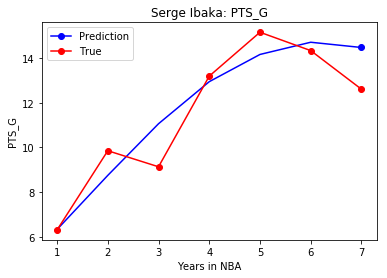 Serge Ibaka: PTS_G
Prediction
True
PTS_G
14
12
10
8
6
1 2 3 4 5 6 7
Years in NBA